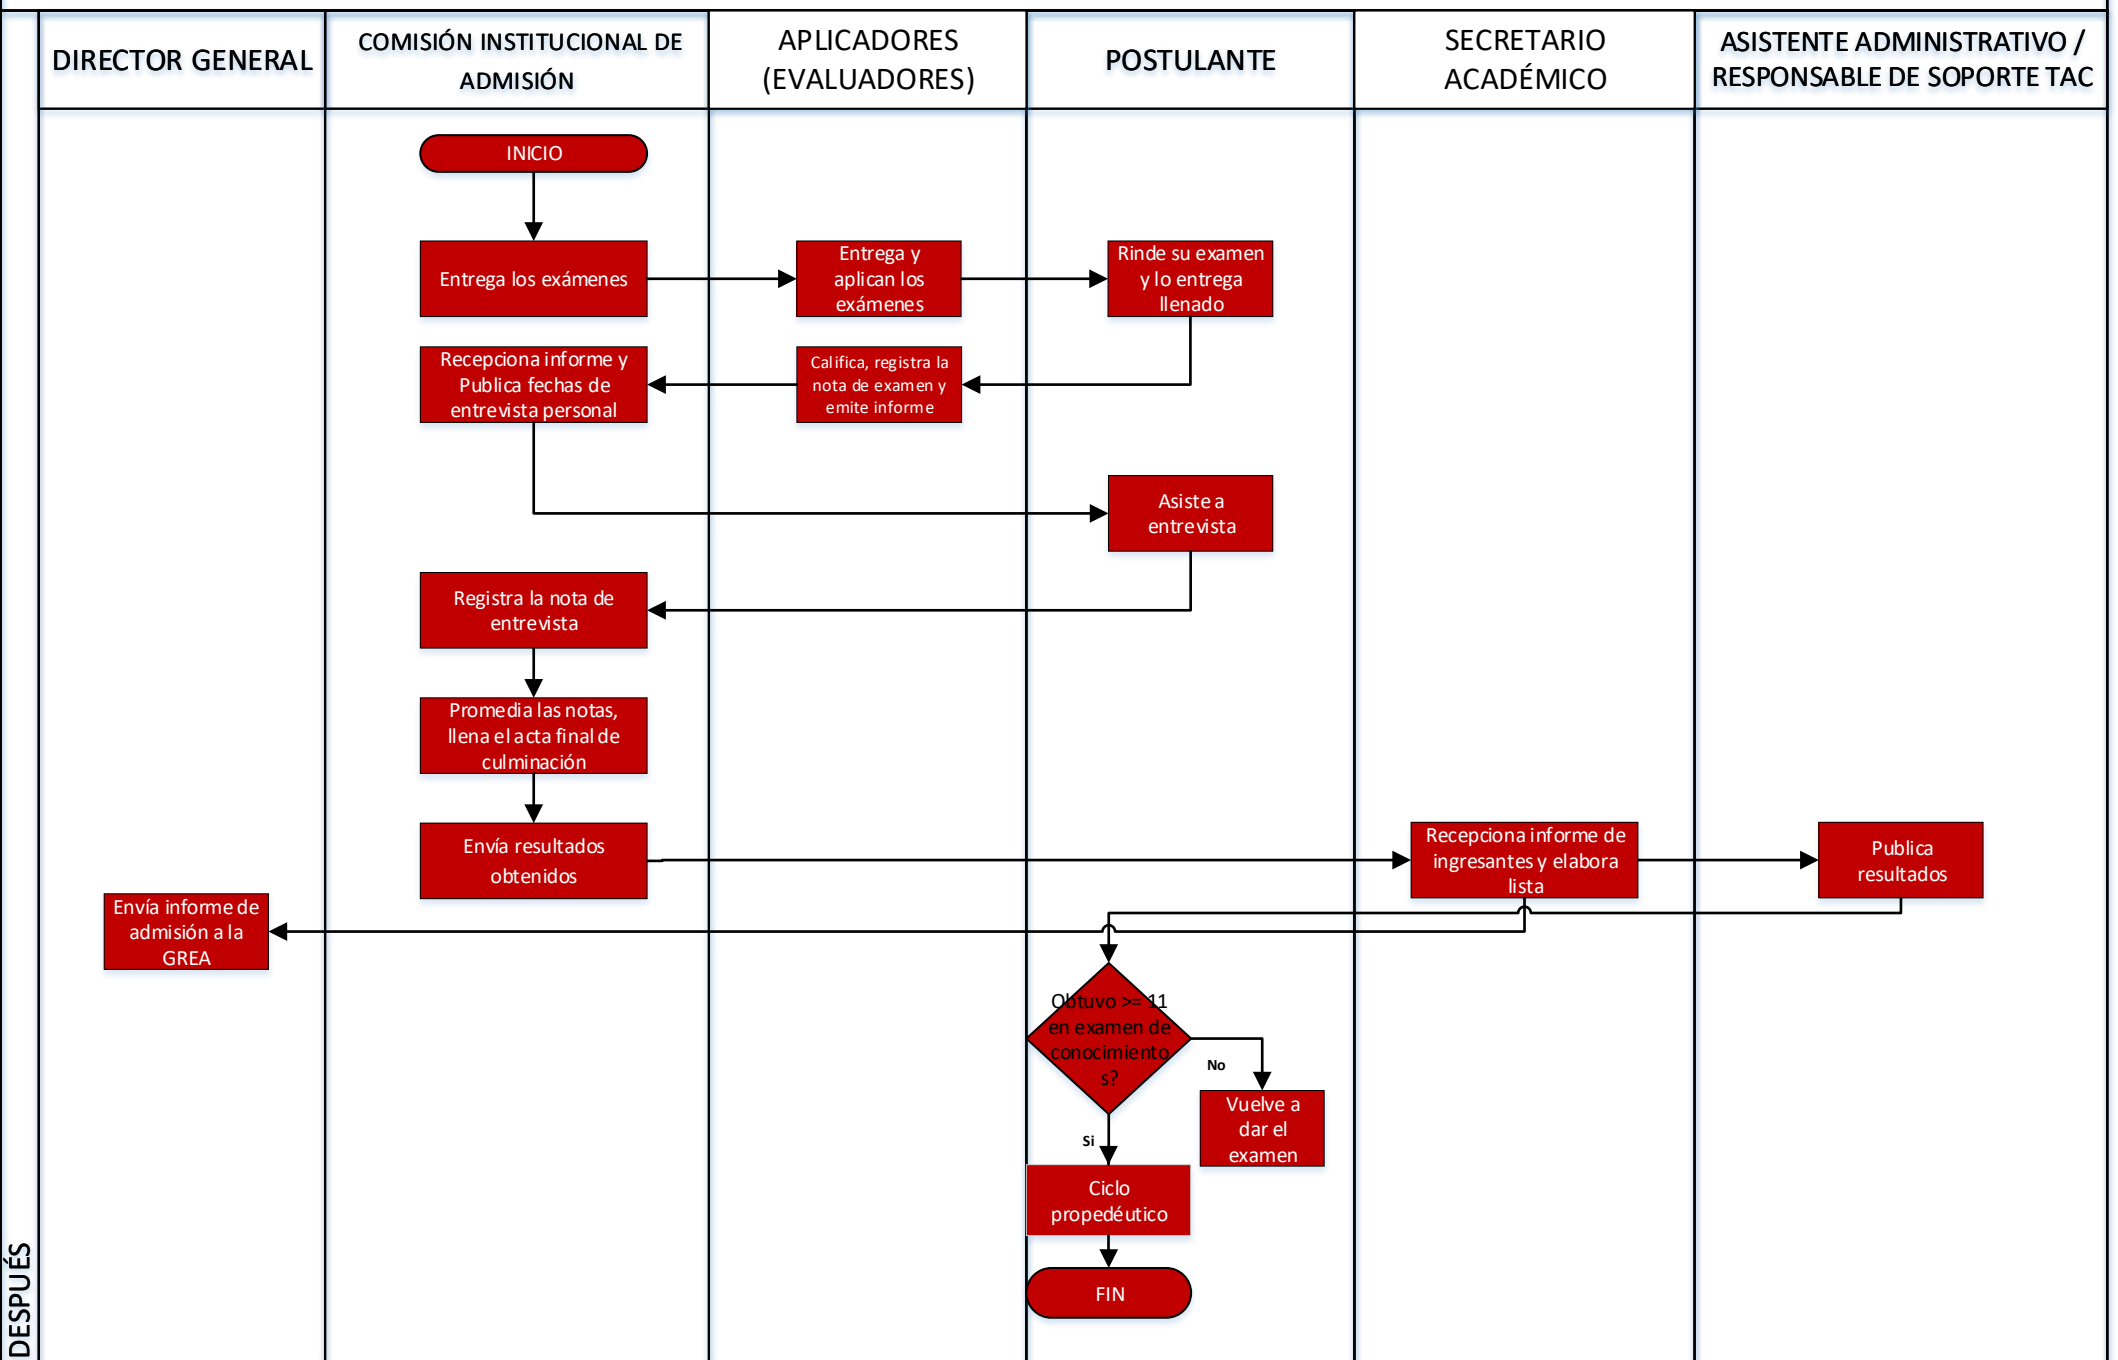 DIRECTOR GENERAL
COMISIÓN INSTITUCIONAL DE
ADMISIÓN
APLICADORES
(EVALUADORES)
POSTULANTE
SECRETARIO
ACADÉMICO
ASISTENTE ADMINISTRATIVO /
RESPONSABLE DE SOPORTE TAC
INICIO
Entrega los exámenes
Entrega y
aplican los
exámenes
Rinde su examen
y lo entrega
llenado
Recepciona informe y
Publica fechas de
entrevista personal
Califica, registra la
nota de examen y
emite informe
Asiste a
entrevista
Registra la nota de
entrevista
Promedia las notas,
llena el acta final de
culminación
Envía resultados
obtenidos
Recepciona informe de
ingresantes y elabora
lista
Publica
resultados
Envía informe de
admisión a la
GREA
Obtuvo >= 11
en examen de
conocimiento
s?
No
Vuelve a
dar el
examen
Si
Ciclo
propedéutico
FIN
DESPUÉS